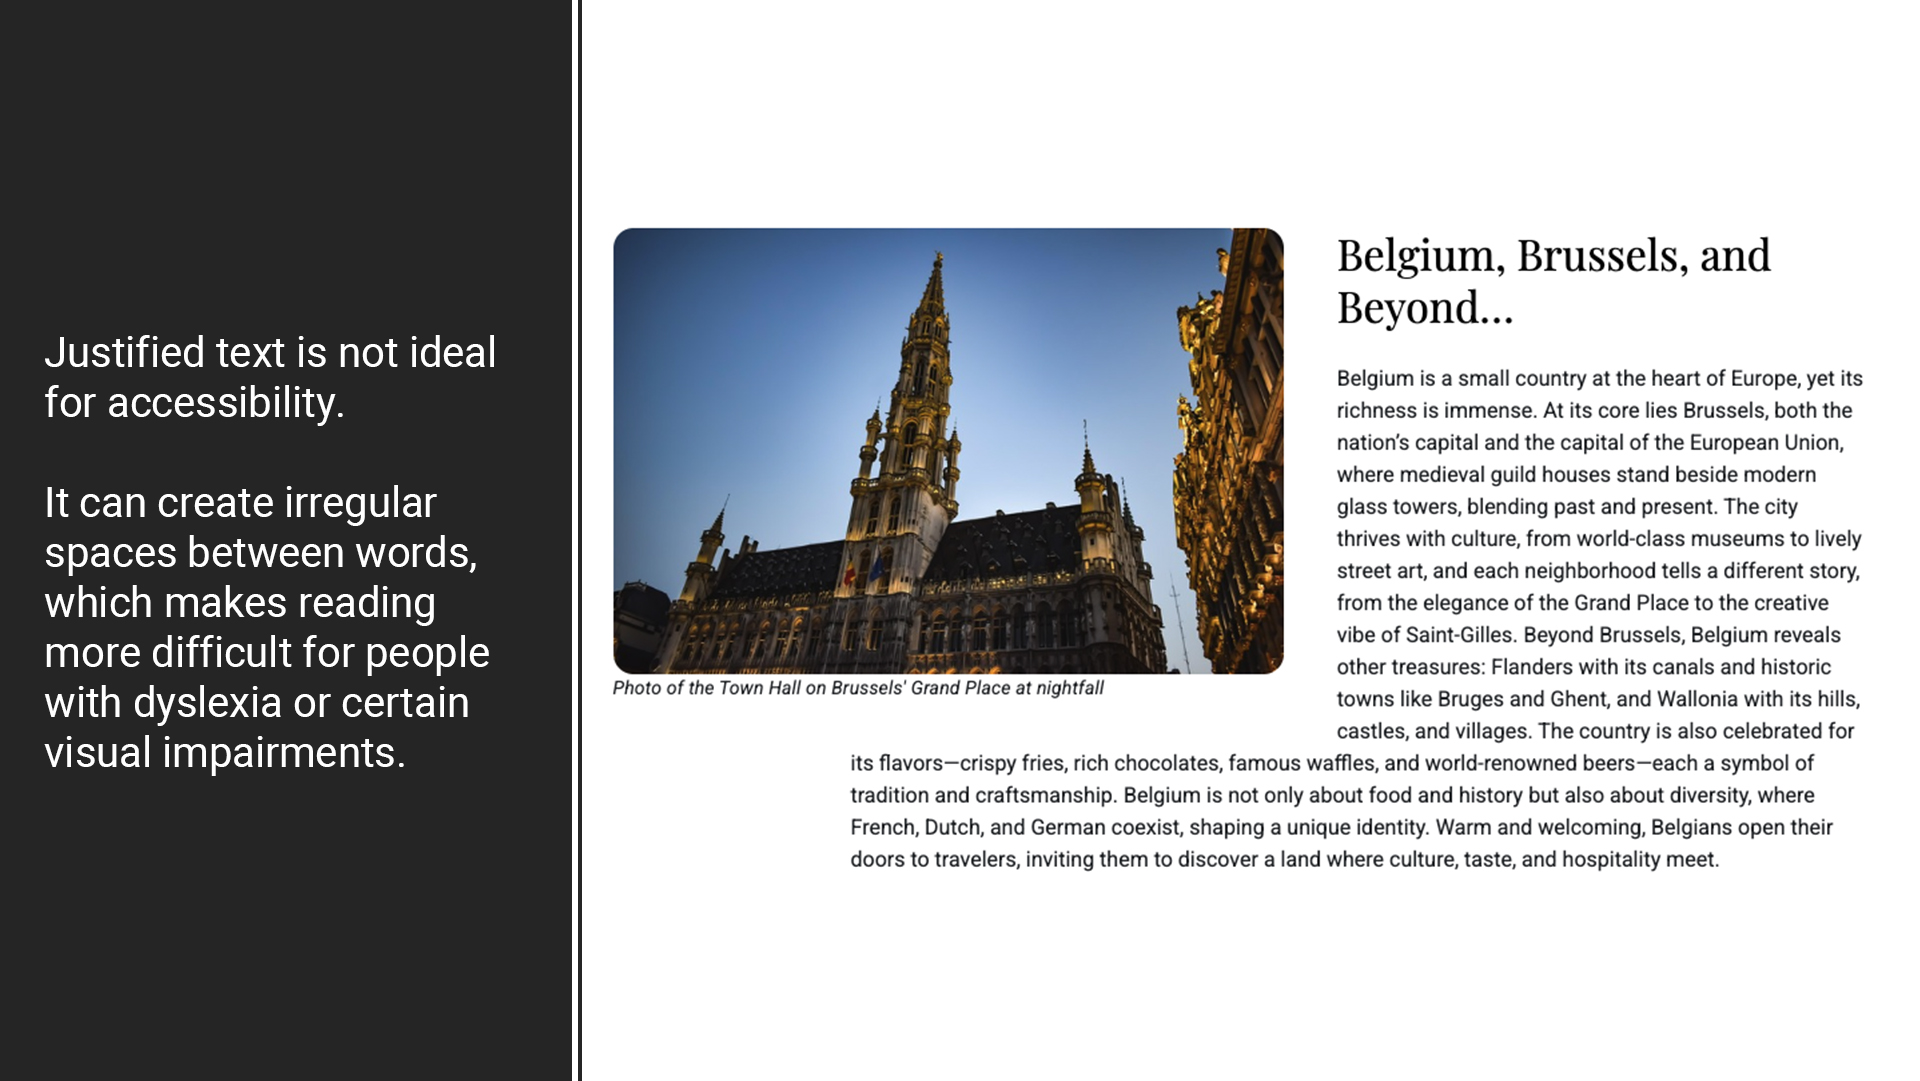 Justified text is not ideal
for accessibility.
It can create irregular
spaces between words,
which makes reading
more difficult for people
with dyslexia or certain
visual impairments.
Belgium, Brussels, and
Beyond...
Belgium is a small country at the heart of Europe, yet its
richness is immense. At its core lies Brussels, both the
nation’s capital and the capital of the European Union,
where medieval guild houses stand beside modern
glass towers, blending past and present. The city
thrives with culture, from world-class museums to lively
street art, and each neighborhood tells a different story,
from the elegance of the Grand Place to the creative
vibe of Saint-Gilles. Beyond Brussels, Belgium reveals
other treasures: Flanders with its canals and historic
towns like Bruges and Ghent, and Wallonia with its hills,
castles, and villages. The country is also celebrated for
its flavors—crispy fries, rich chocolates, famous waffles, and world-renowned beers—each a symbol of
tradition and craftsmanship. Belgium is not only about food and history but also about diversity, where
French, Dutch, and German coexist, shaping a unique identity. Warm and welcoming, Belgians open their
doors to travelers, inviting them to discover a land where culture, taste, and hospitality meet.
Photo of the Town Hall on Brussels' Grand Place at nightfall